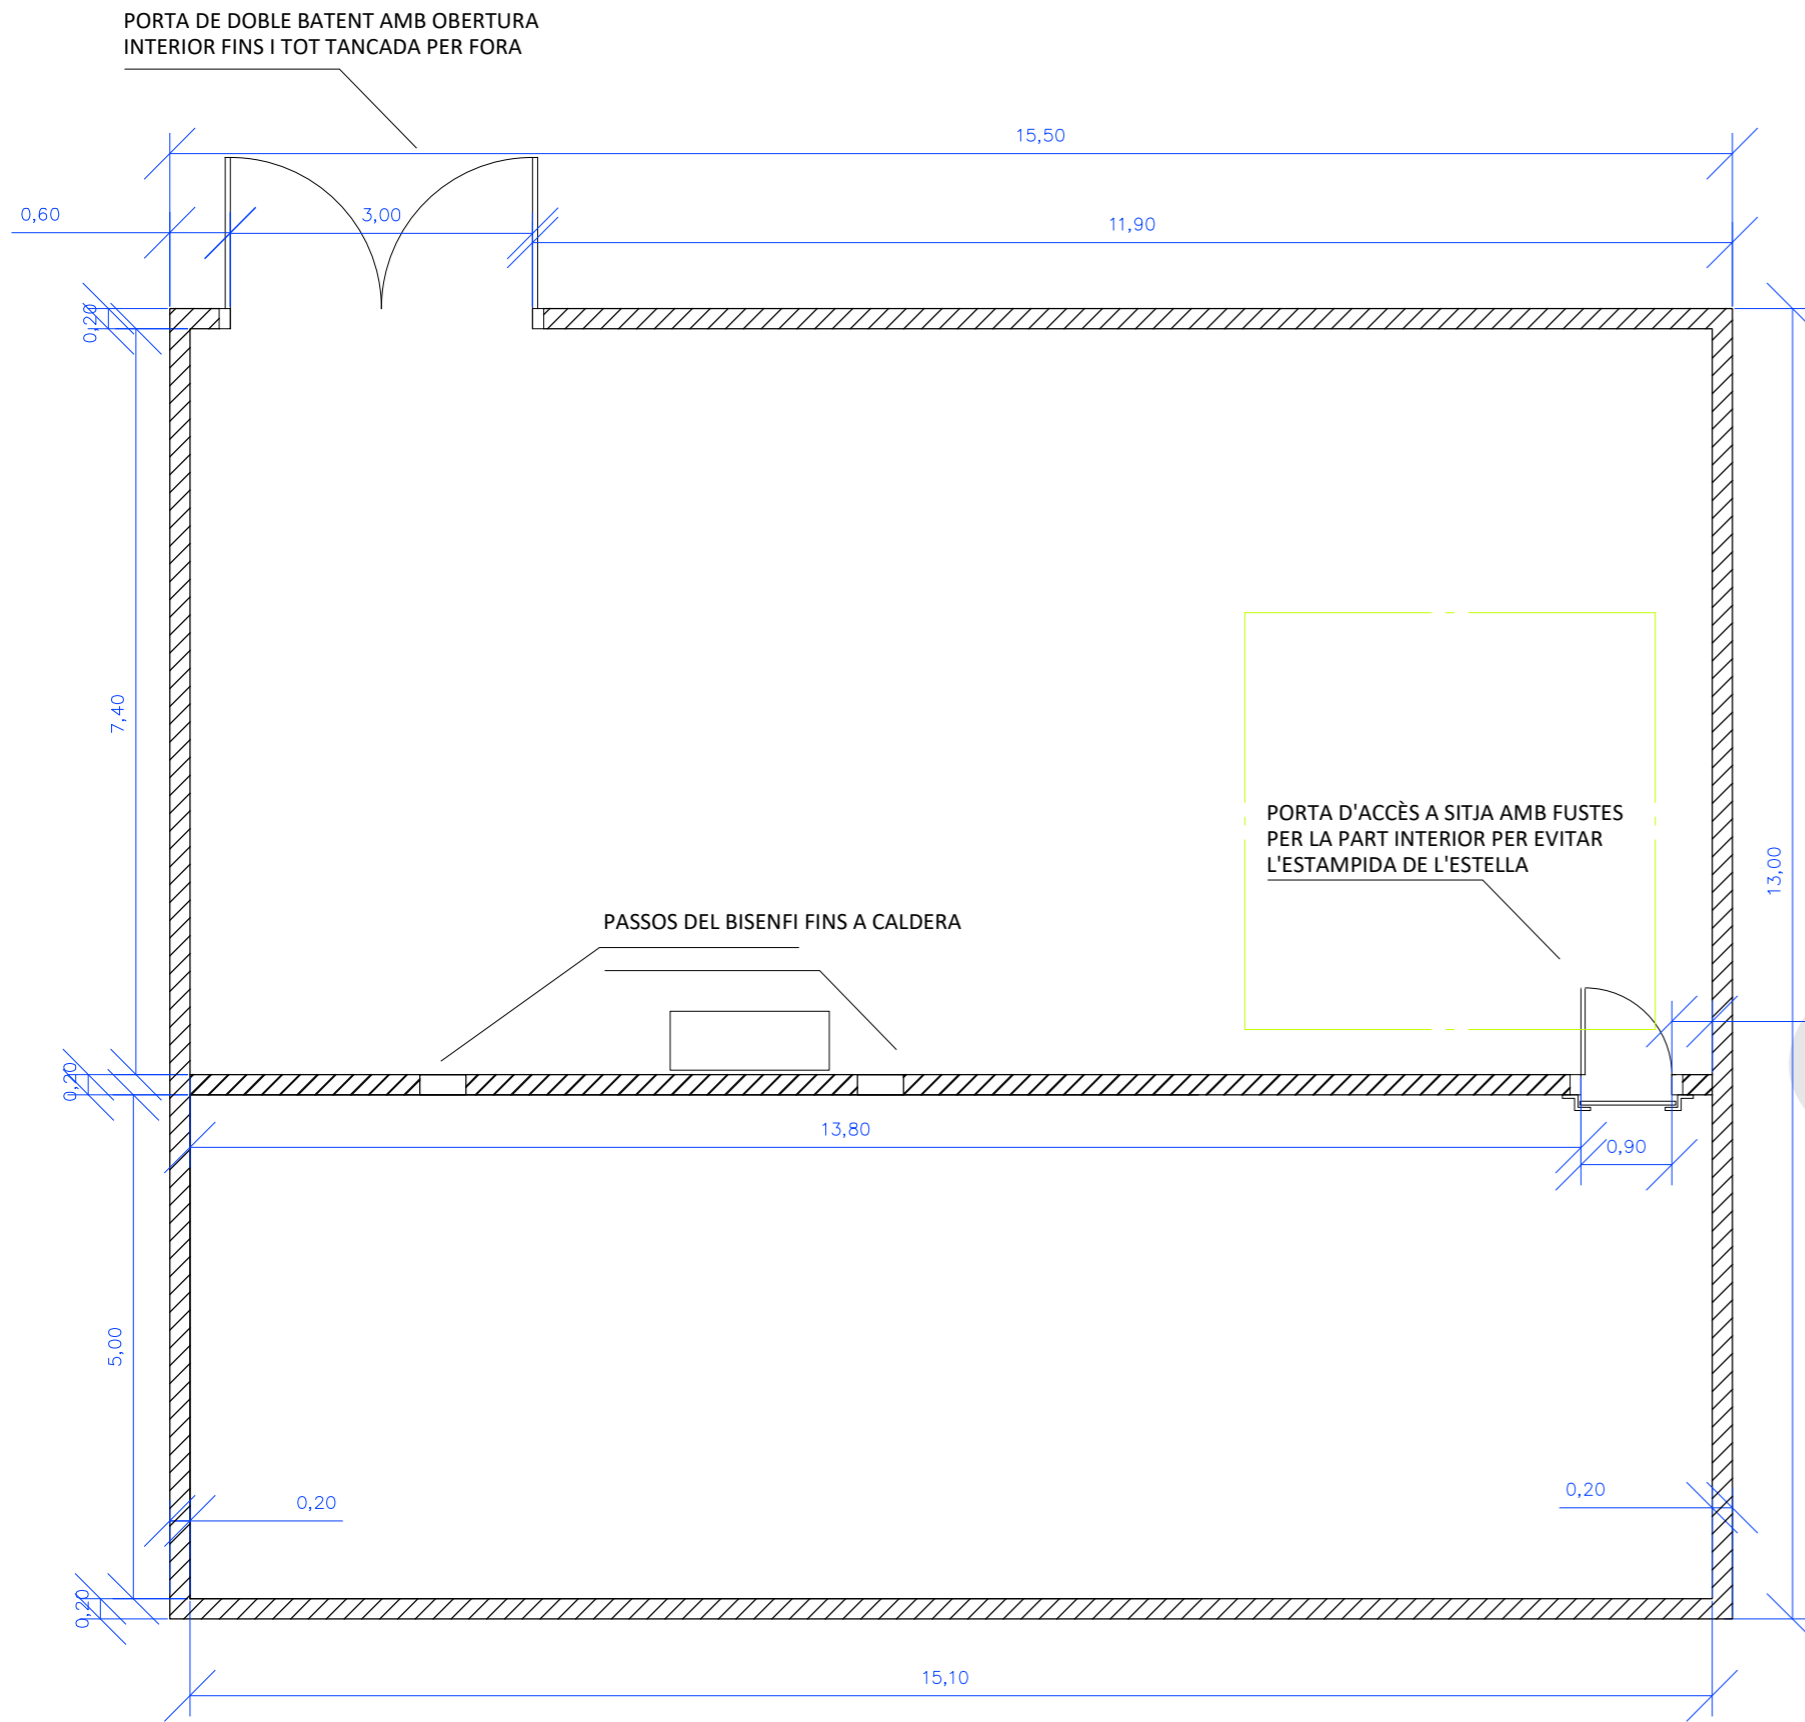 PORTA DE DOBLE BATENT AMB OBERTURA
INTERIOR FINS I TOT TANCADA PER FORA
15,50
0,60
3,00
11,90
0,20
7,40
PORTA D'ACCÈS A SITJA AMB FUSTES
PER LA PART INTERIOR PER EVITAR
L'ESTAMPIDA DE L'ESTELLA
13,00
PASSOS DEL BISENFI FINS A CALDERA
0,20
13,80
0,90
5,00
0,20
0,20
0,20
15,10